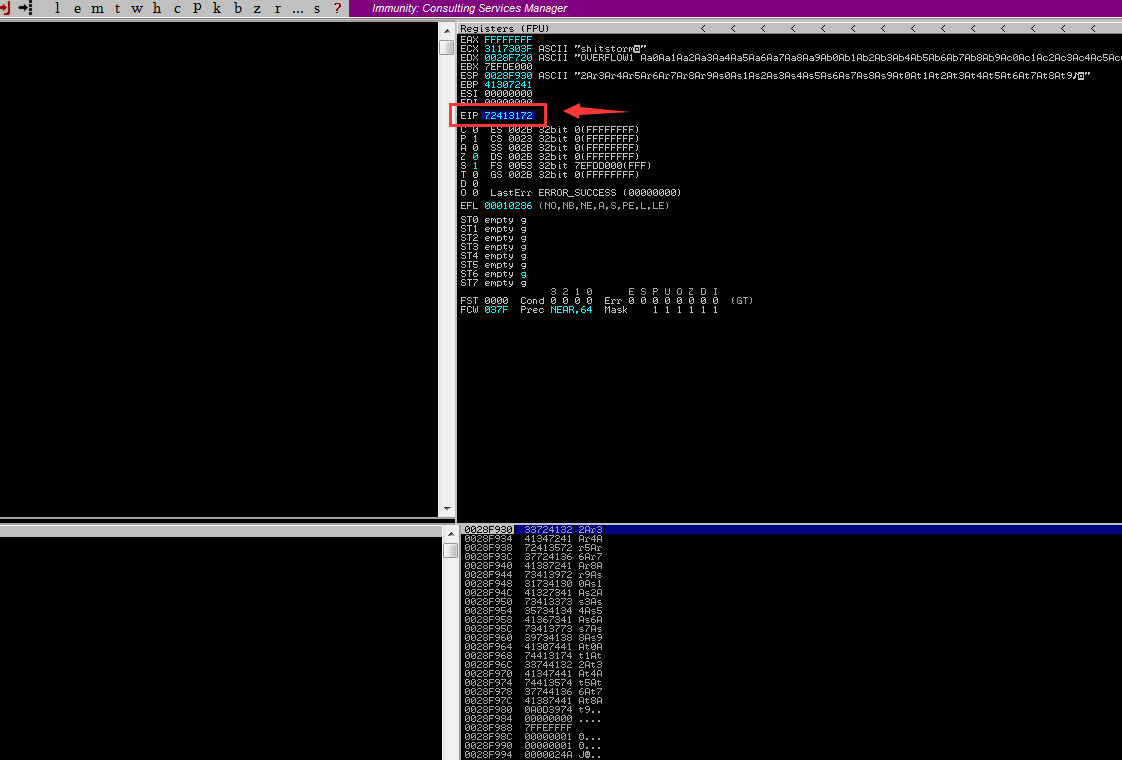 l e m t w h c P k b z r ... s ?
Immunity: Consulting Services Manager
Registers (FPU) < < < < < < < < < < < < < <
EAX FFFFFFFF
ECX 3117303F ASCII "shitstorm"
EDX 0028F720 ASCII "OVERFLOW1 Aa0Aa1Aa2Aa3Aa4Aa5Aa6Aa7Aa8Aa9Ab0Ab1Ab2Ab3Ab4Ab5Ab6Ab7Ab8Ab9Ac0Ac1Ac2Ac3Ac4Ac5Ac
EBX 7EFDE000
ESP 0028F930 ASCII "2Ar3Ar4Ar5Ar6Ar7Ar8Ar9As0As1As2As3As4As5As6As7As8As9At0At1At2At3At4At5At6At7At8At9♪◙"
EBP 41307241
ESI 00000000
EDI 00000000
EIP 72413172
C 0 ES 002B 32bit 0(FFFFFFFF)
P 1 CS 0023 32bit 0(FFFFFFFF)
A 0 SS 002B 32bit 0(FFFFFFFF)
Z 0 DS 002B 32bit 0(FFFFFFFF)
S 1 FS 0053 32bit 7EFDD000(FFF)
T 0 GS 002B 32bit 0(FFFFFFFF)
D 0
O 0 LastErr ERROR_SUCCESS (00000000)
EFL 00010286 (NO,NB,NE,A,S,PE,L,LE)
ST0 empty g
ST1 empty g
ST2 empty g
ST3 empty g
ST4 empty g
ST5 empty g
ST6 empty g
ST7 empty g
3 2 1 0 E S P U O Z D I
FST 0000 Cond 0 0 0 0 Err 0 0 0 0 0 0 0 0 (GT)
FCW 037F Prec NEAR,64 Mask 1 1 1 1 1 1
0028F930 33724132 2Ar3
0028F934 41347241 Ar4A
0028F938 72413572 r5Ar
0028F93C 37724136 6Ar7
0028F940 41387241 Ar8A
0028F944 73413972 r9As
0028F948 31734130 0As1
0028F94C 41327341 As2A
0028F950 73413373 s3As
0028F954 35734134 4As5
0028F958 41367341 As6A
0028F95C 73413773 s7As
0028F960 39734138 8As9
0028F964 41307441 At0A
0028F968 74413174 t1At
0028F96C 33744132 2At3
0028F970 41347441 At4A
0028F974 74413574 t5At
0028F978 37744136 6At7
0028F97C 41387441 At8A
0028F980 0A0D3974 t9..
0028F984 00000000 ....
0028F988 7FFEFFFF
0028F98C 00000001 ☺...
0028F990 00000001 ☺...
0028F994 0000024A J☻..